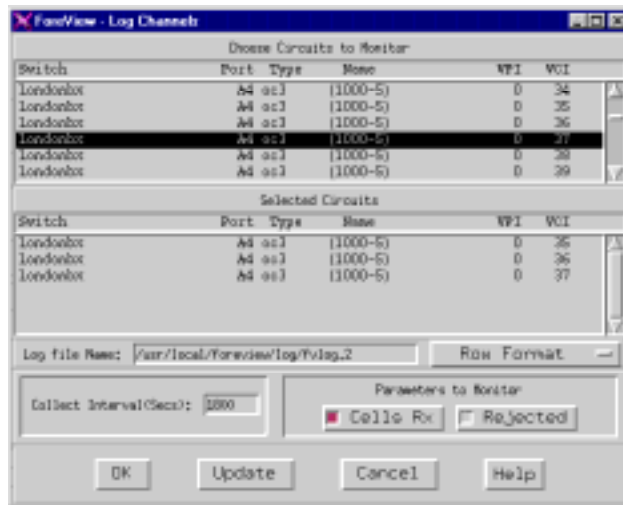 ForeView - Log Channels
Choose Circuits to Monitor
Switch Port Type Name VPI VCI
londonbx A4 oc3 (1000-5) 0 34
londonbx A4 oc3 (1000-5) 0 35
londonbx A4 oc3 (1000-5) 0 36
londonbx A4 oc3 (1000-5) 0 37
londonbx A4 oc3 (1000-5) 0 38
londonbx A4 oc3 (1000-5) 0 39
Selected Circuits
Switch Port Type Name VPI VCI
londonbx A4 oc3 (1000-5) 0 35
londonbx A4 oc3 (1000-5) 0 36
londonbx A4 oc3 (1000-5) 0 37
Log file Name: /usr/local/foreview/log/fvlog_2 Row Format
Parameters to Monitor
Collect Interval(Secs): 1800
Cells Rx Rejected
OK Update Cancel Help